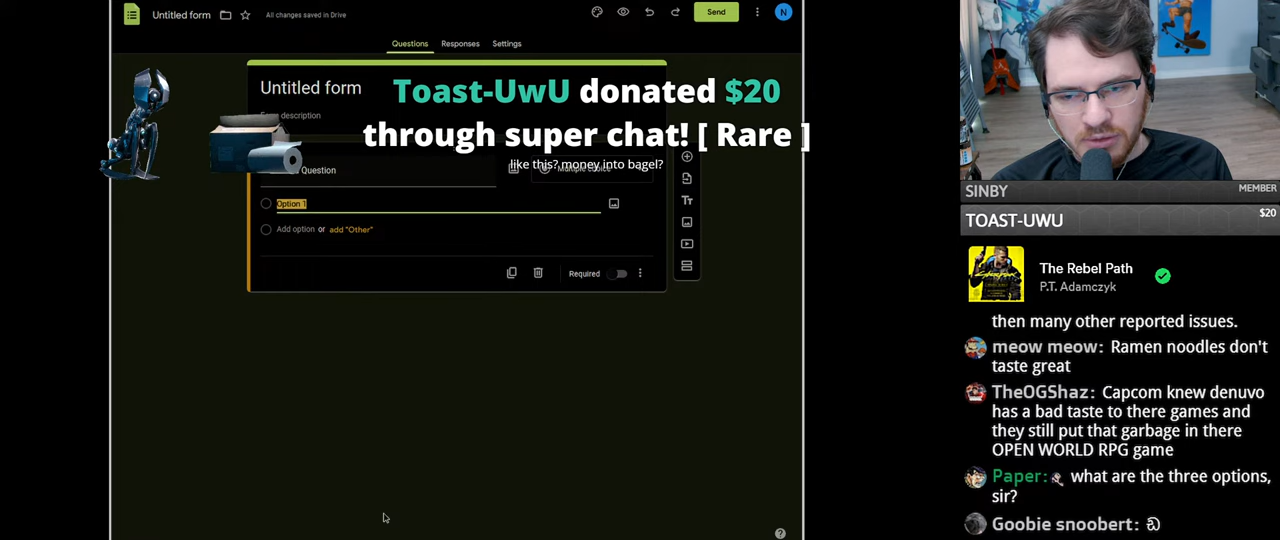 Untitled form
All changes saved in Drive
Send
N
Questions
Responses
Settings
Untitled form
Toast-UwU donated $20
through super chat! [ Rare ]
like this? money into bagel?
description
Question
Multiple choice
Option 1
Add option or add "Other"
Required
SINBY
MEMBER
TOAST-UWU
$20
The Rebel Path
P.T. Adamczyk
then many other reported issues.
meow meow: Ramen noodles don't
taste great
TheOGShaz: Capcom knew denuvo
has a bad taste to there games and
they still put that garbage in there
OPEN WORLD RPG game
Paper: what are the three options,
sir?
Goobie snoobert: ඞ